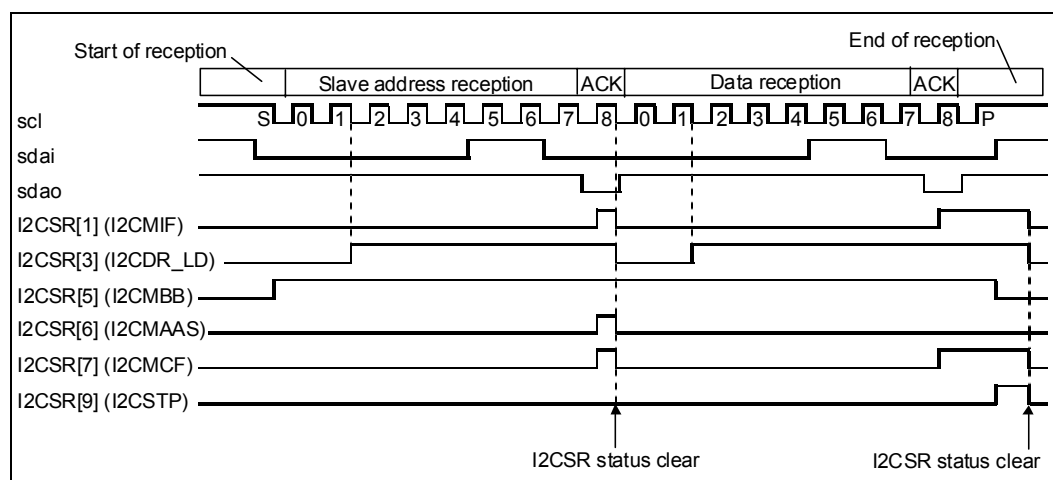 Start of reception
End of reception
Slave address reception ACK Data reception ACK
scl S 0 1 2 3 4 5 6 7 8 0 1 2 3 4 5 6 7 8 P
sdai
sdao
I2CSR[1] (I2CMIF)
I2CSR[3] (I2CDR_LD)
I2CSR[5] (I2CMBB)
I2CSR[6] (I2CMAAS)
I2CSR[7] (I2CMCF)
I2CSR[9] (I2CSTP)
I2CSR status clear I2CSR status clear